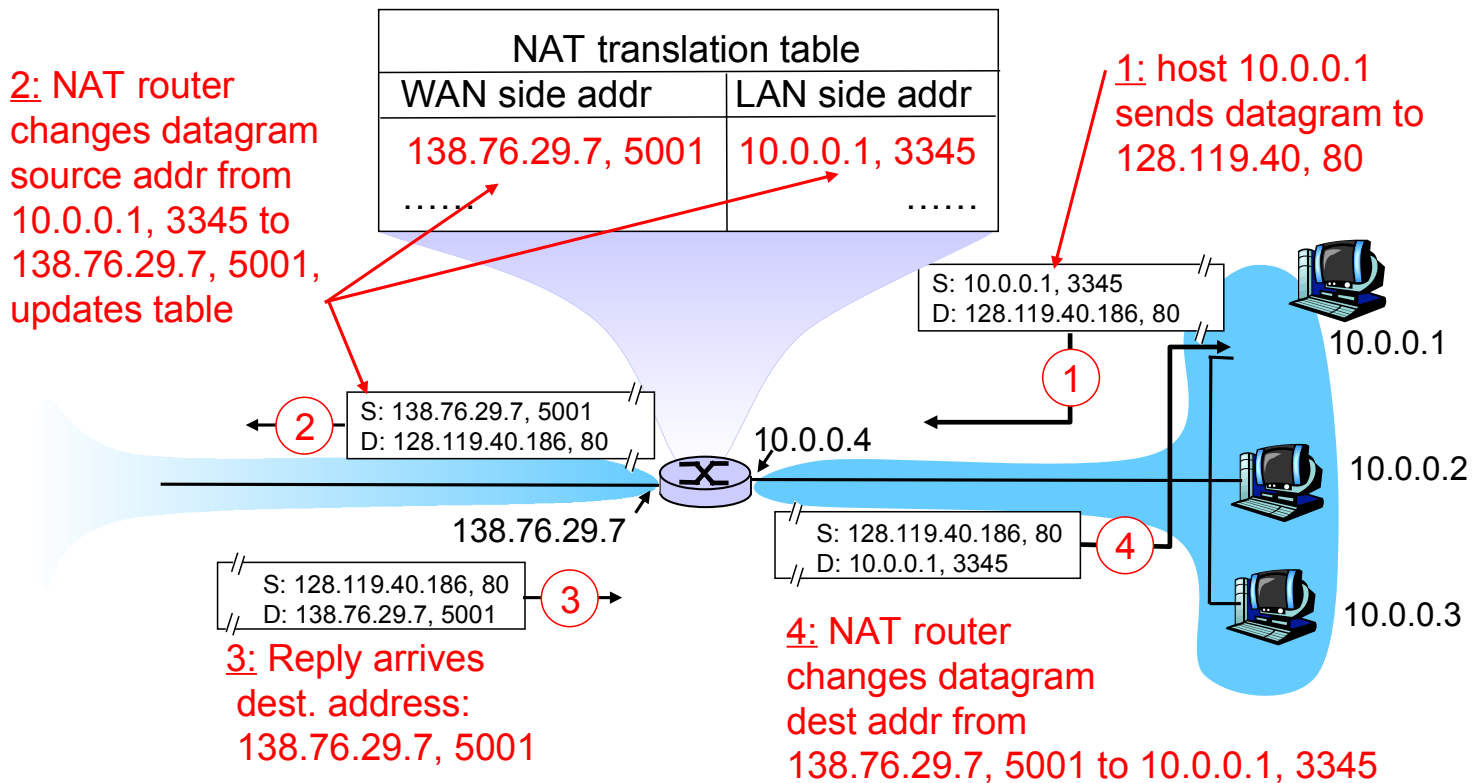 NAT translation table
WAN side addr LAN side addr
138.76.29.7, 5001 10.0.0.1, 3345
...... ......
2: NAT router
changes datagram
source addr from
10.0.0.1, 3345 to
138.76.29.7, 5001,
updates table
1: host 10.0.0.1
sends datagram to
128.119.40, 80
S: 10.0.0.1, 3345
D: 128.119.40.186, 80
1
10.0.0.1
S: 138.76.29.7, 5001
D: 128.119.40.186, 80
2
10.0.0.4
10.0.0.2
138.76.29.7
S: 128.119.40.186, 80
D: 10.0.0.1, 3345
4
S: 128.119.40.186, 80
D: 138.76.29.7, 5001
3
10.0.0.3
3: Reply arrives
dest. address:
138.76.29.7, 5001
4: NAT router
changes datagram
dest addr from
138.76.29.7, 5001 to 10.0.0.1, 3345